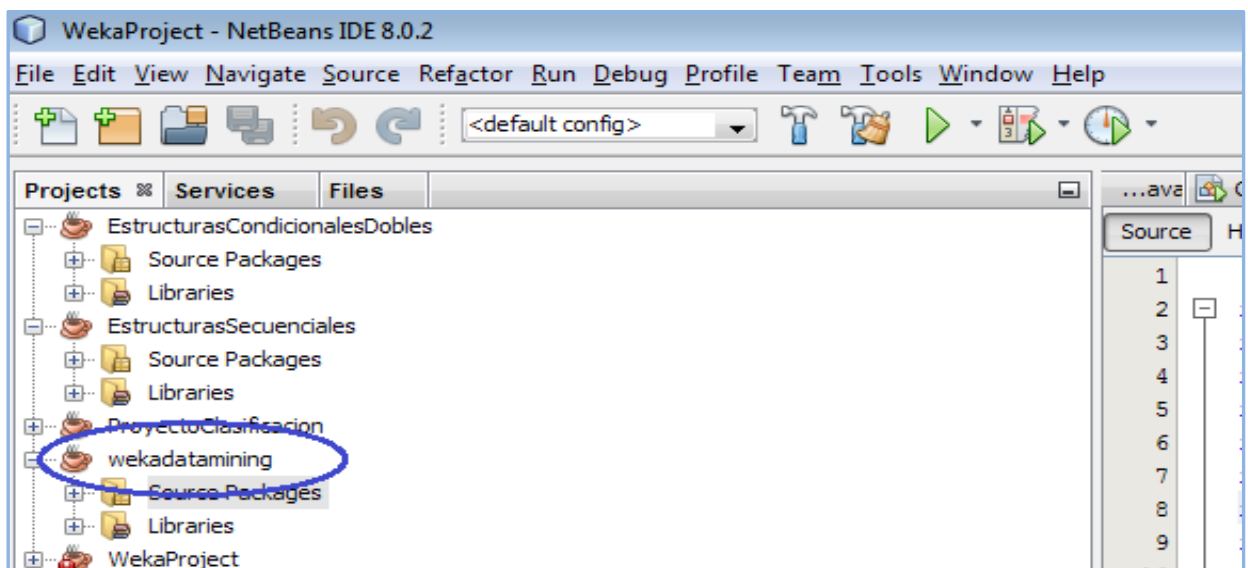 WekaProject - NetBeans IDE 8.0.2
File Edit View Navigate Source Refactor Run Debug Profile Team Tools Window Help
<default config>
Projects Services Files
...ava
EstructurasCondicionalesDobles
Source Packages
Libraries
EstructurasSecuenciales
Source Packages
Libraries
ProyectoClasificacion
wekadatamining
Source Packages
Libraries
WekaProject
Source H
1
2
3
4
5
6
7
8
9